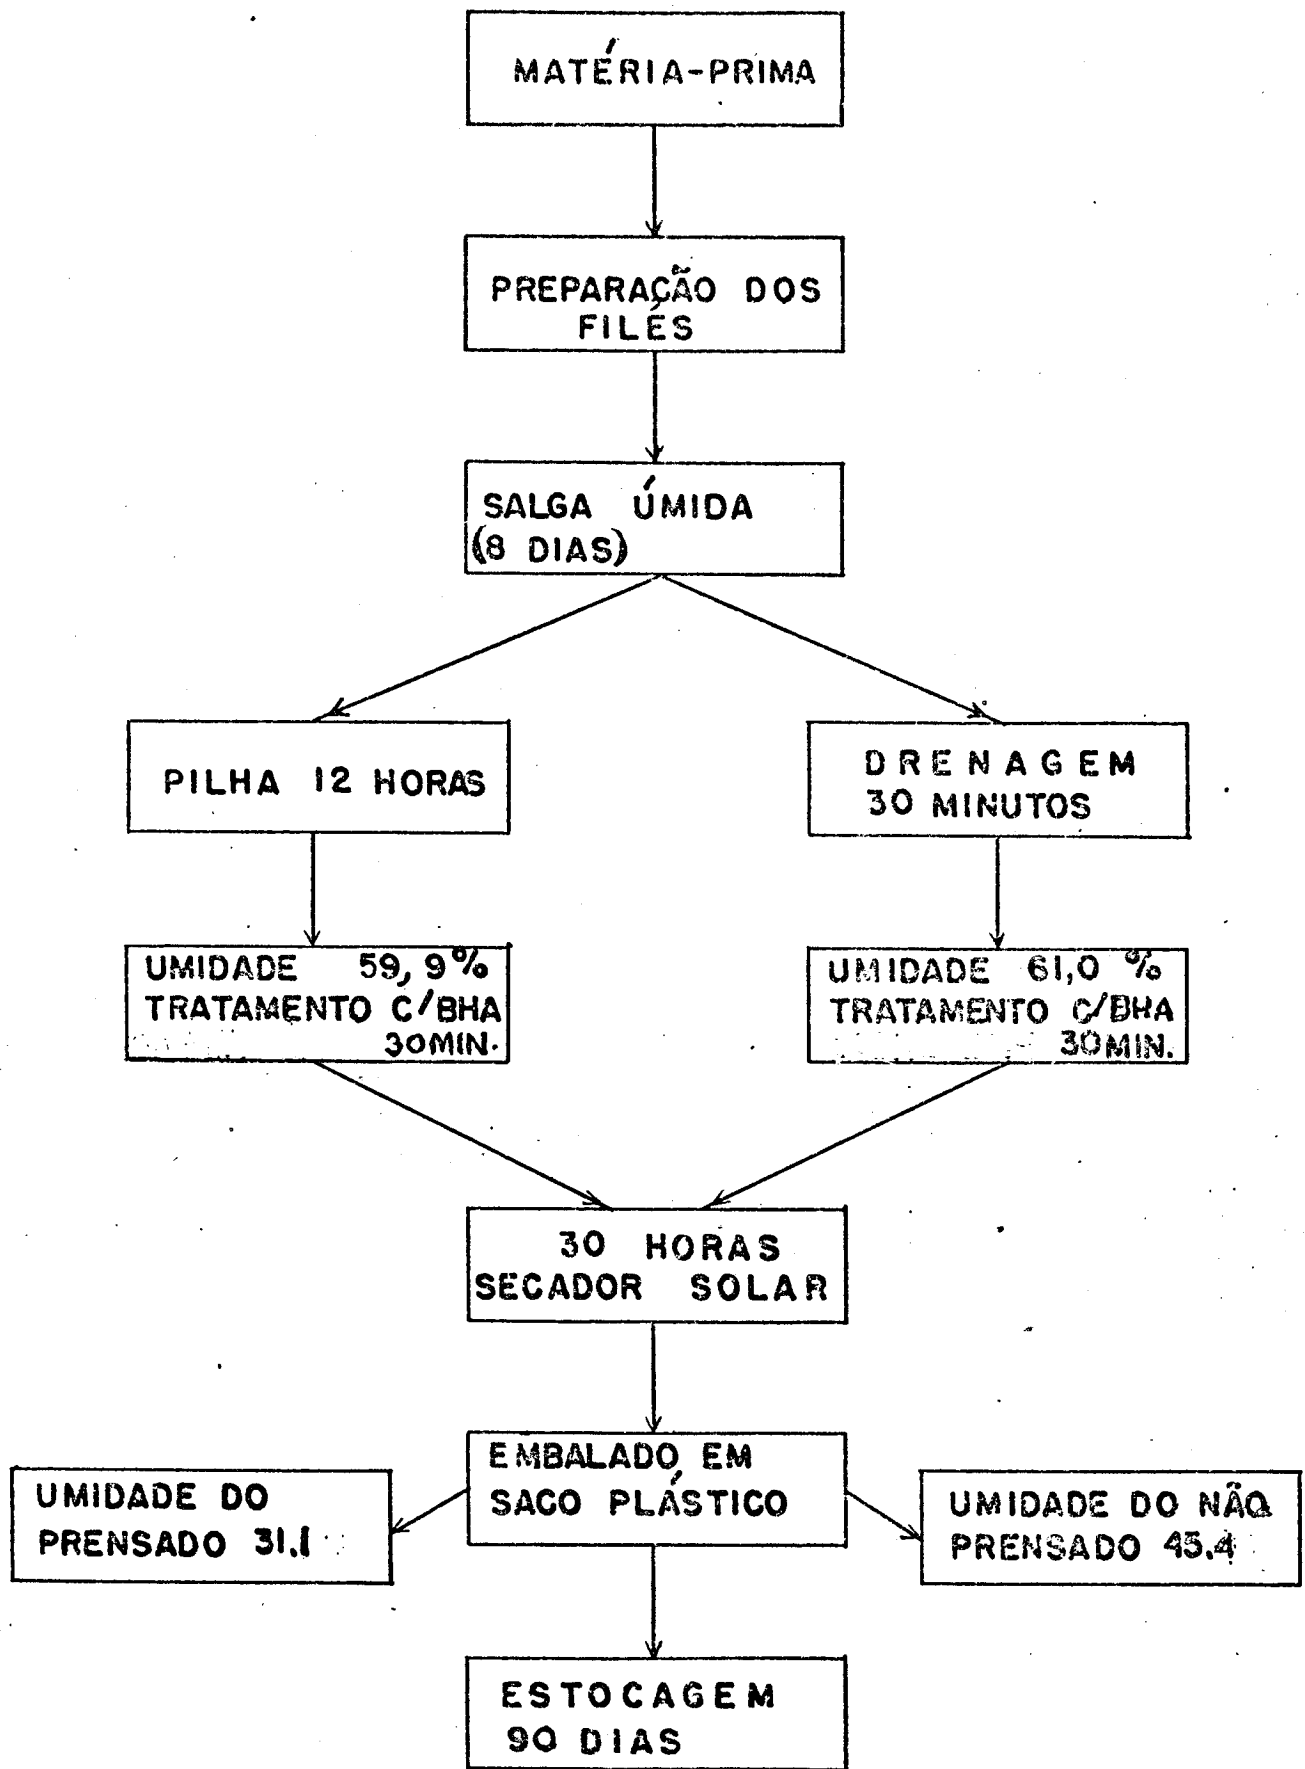 MATÉRIA-PRIMA
PREPARAÇÃO DOS
FILÉS
SALGA ÚMIDA
(8 DIAS)
PILHA 12 HORAS
DRENAGEM
30 MINUTOS
UMIDADE 59,9%
TRATAMENTO C/BHA
30MIN.
UMIDADE 61,0 %
TRATAMENTO C/BHA
30MIN.
30 HORAS
SECADOR SOLAR
EMBALADO EM
SACO PLÁSTICO
UMIDADE DO
PRENSADO 31.1
UMIDADE DO NÃO
PRENSADO 45.4
ESTOCAGEM
90 DIAS